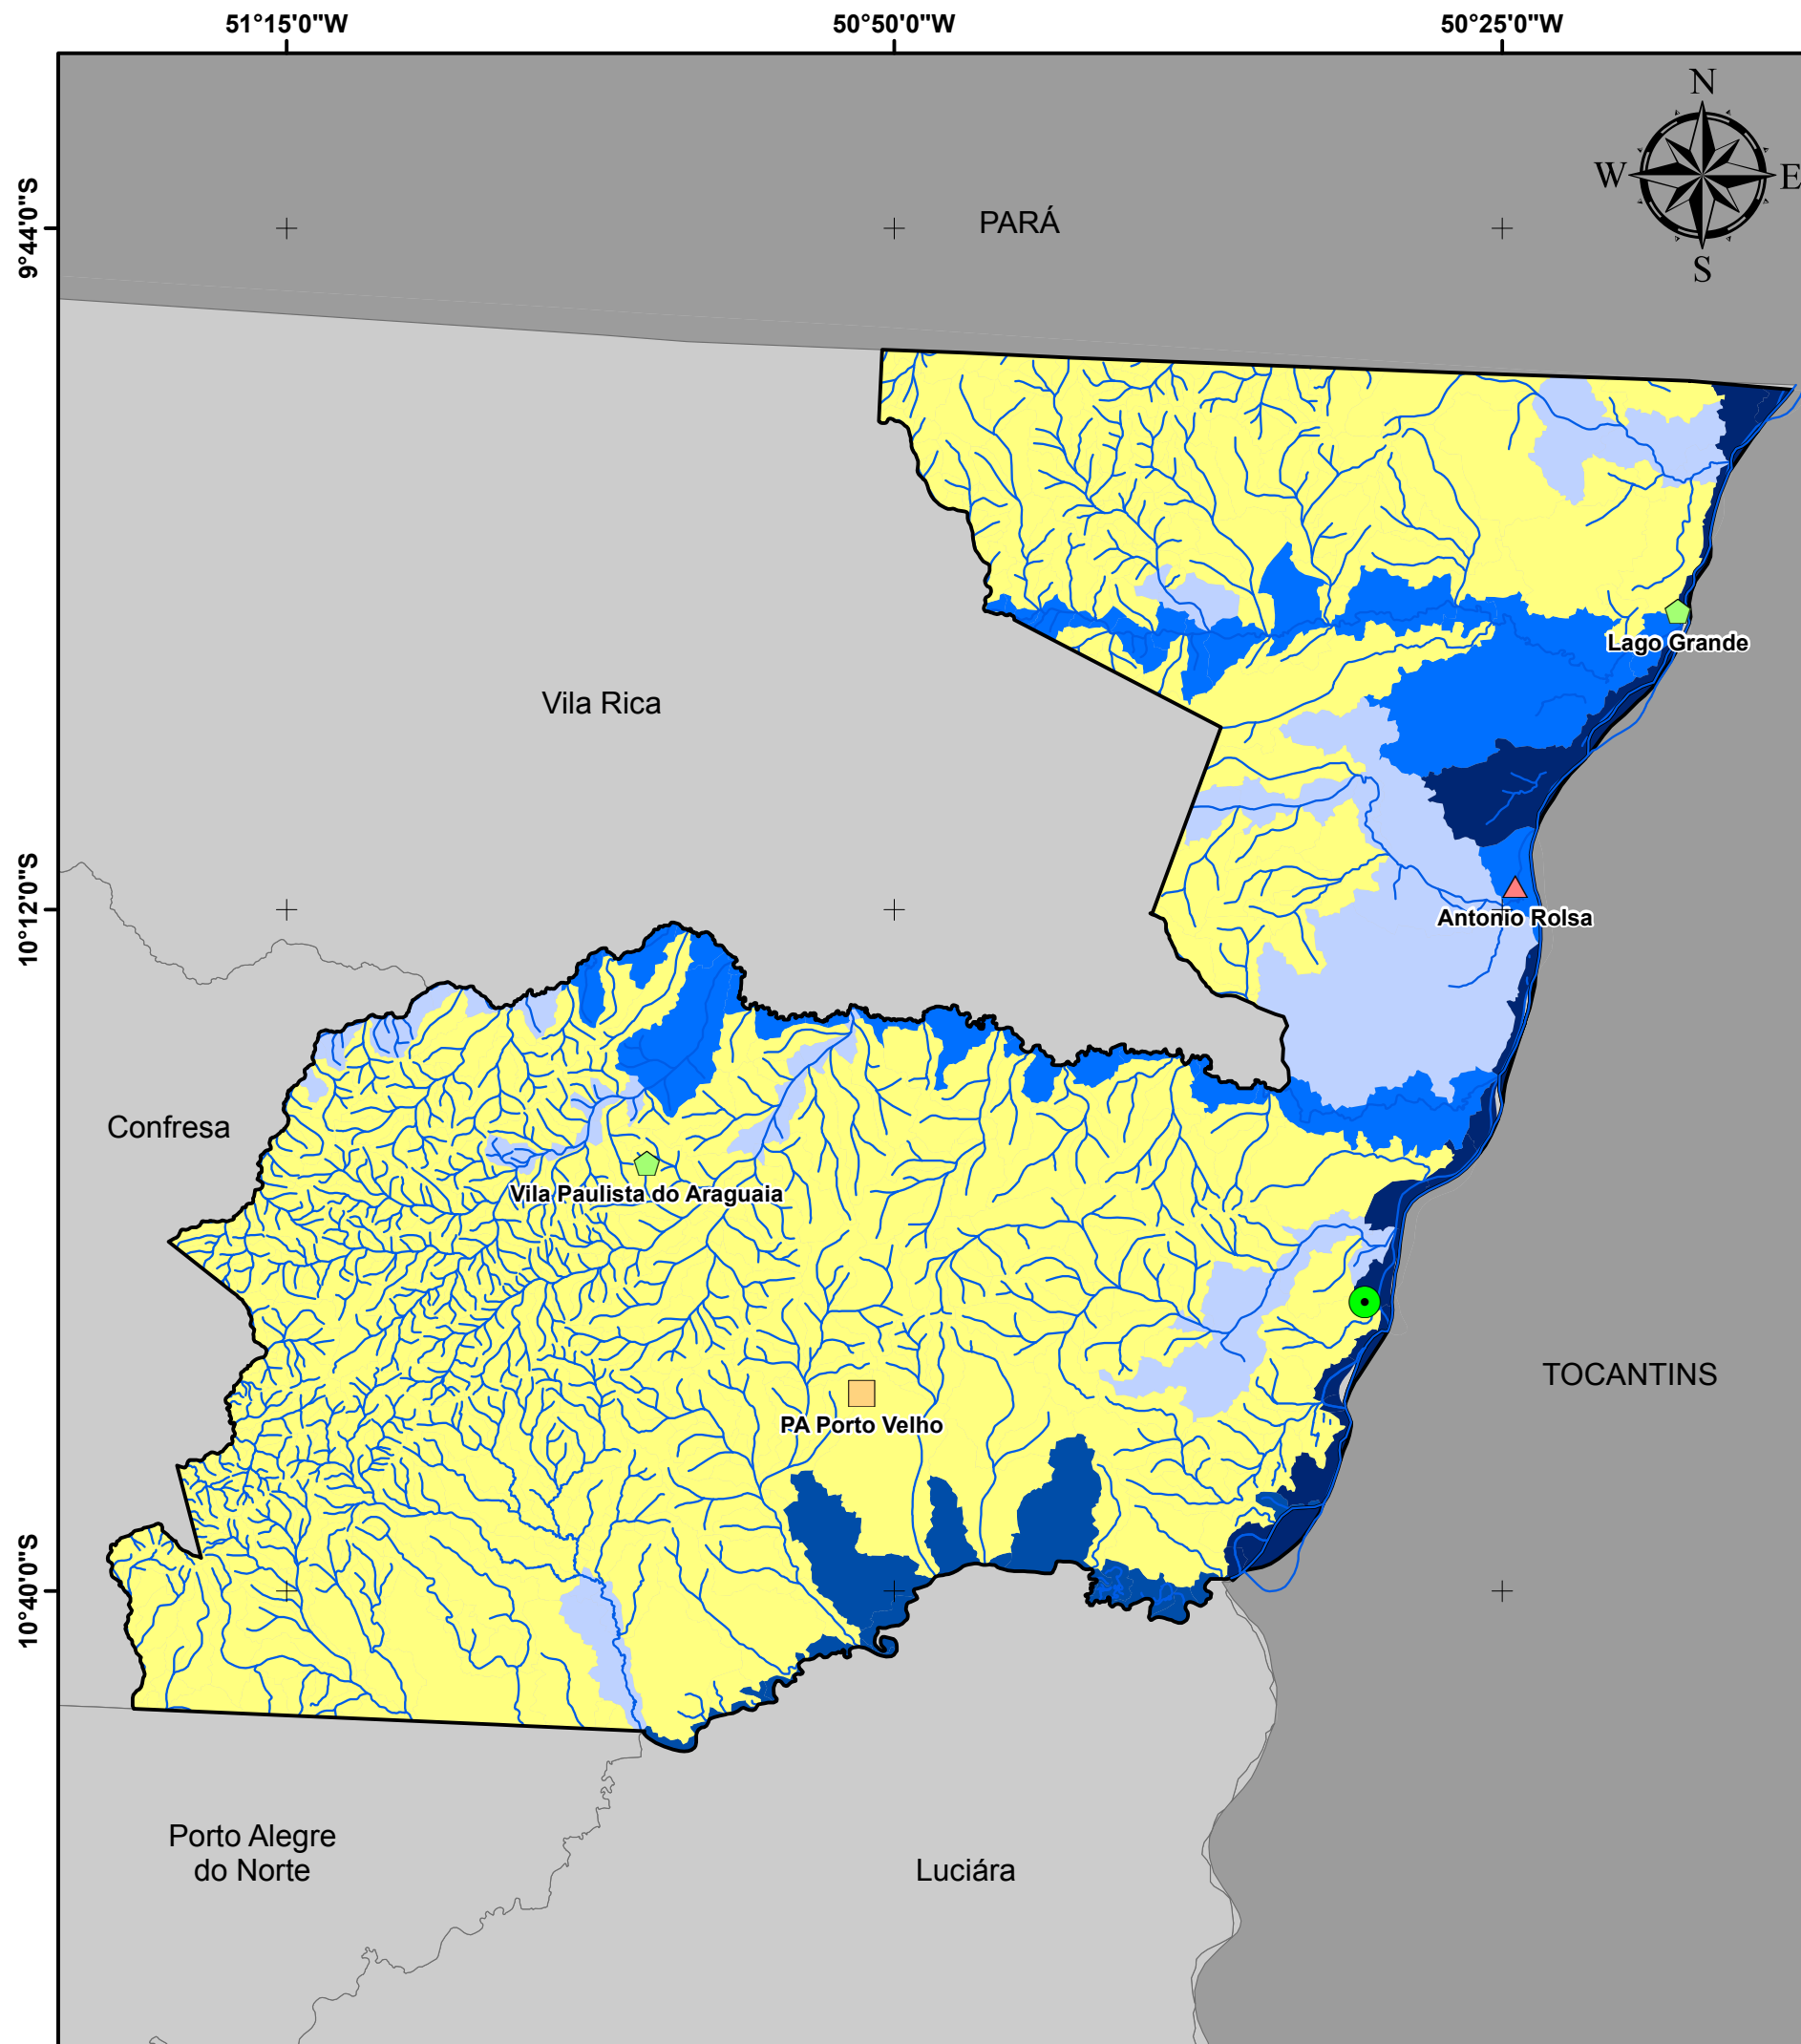 51°15'0"W
50°50'0"W
50°25'0"W
N
W
E
S
9°44'0"S
PARÁ
Lago Grande
Vila Rica
10°12'0"S
Antonio Rolsa
Confresa
Vila Paulista do Araguaia
TOCANTINS
PA Porto Velho
10°40'0"S
Porto Alegre
do Norte
Luciára